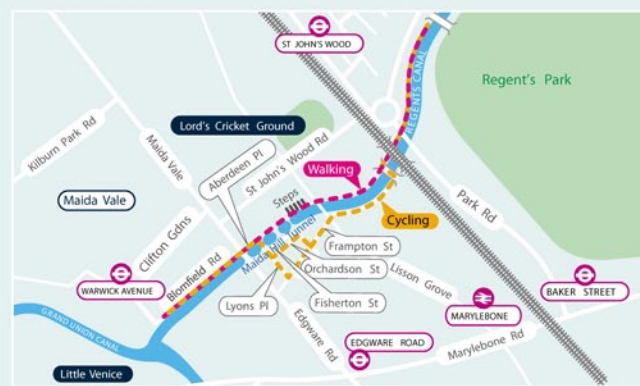 ST JOHN'S WOOD
Regent's Park
REGENTS CANAL
Lord's Cricket Ground
Kilburn Park Rd
Maida Vale
Aberdeen Pl
St John's Wood Rd
Walking
Steps
Park Rd
Maida Vale
Cycling
Clifton Gdns
Blomfield Rd
Maida Hill Tunnel
Frampton St
Orchardson St
Lisson Grove
WARWICK AVENUE
Lyons Pl
Fisherton St
BAKER STREET
MARYLEBONE
GRAND UNION CANAL
Edgware Rd
EDGWARE ROAD
Marylebone Rd
Little Venice